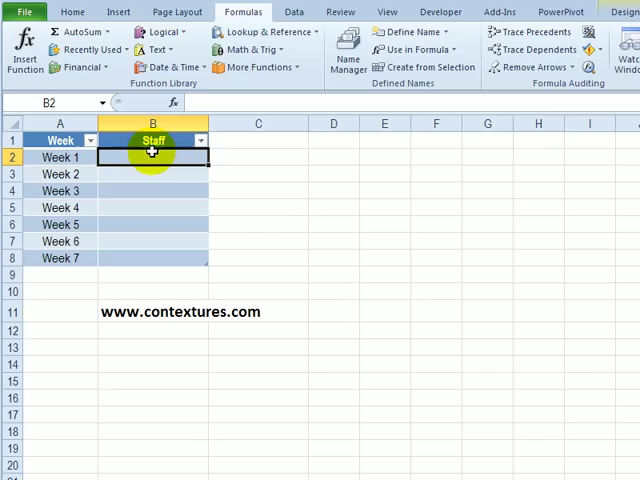 File Home Insert Page Layout Formulas Data Review View Developer Add-Ins PowerPivot Design
fx Insert Function
AutoSum Logical Lookup & Reference
Recently Used Text Math & Trig
Financial Date & Time More Functions
Function Library
Name Manager
Define Name
Use in Formula
Create from Selection
Defined Names
Trace Precedents
Trace Dependents
Remove Arrows
Formula Auditing
B2 fx
A B C D E F G H I
1 Week Staff
2 Week 1
3 Week 2
4 Week 3
5 Week 4
6 Week 5
7 Week 6
8 Week 7
9
10
11 www.contextures.com
12
13
14
15
16
17
18
19
20